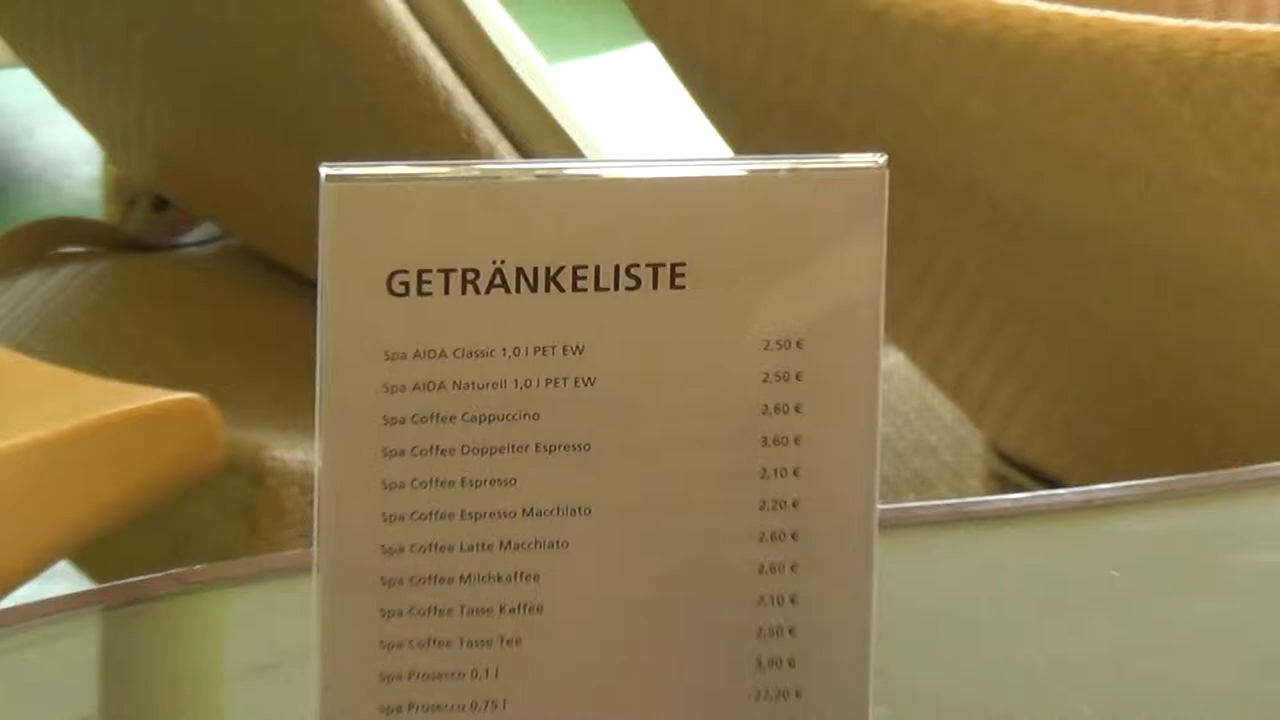 GETRÄNKELISTE
Spa AIDA Classic 1,0 l PET EW 2,50 €
Spa AIDA Naturell 1,0 l PET EW 2,50 €
Spa Coffee Cappuccino 2,60 €
Spa Coffee Doppelter Espresso 3,60 €
Spa Coffee Espresso 2,10 €
Spa Coffee Espresso Macchiato 2,20 €
Spa Coffee Latte Macchiato 2,60 €
Spa Coffee Milchkaffee 2,60 €
Spa Coffee Tasse Kaffee 2,10 €
Spa Coffee Tasse Tee €
Spa Prosecco 0,1 l €
Spa Prosecco 0,75 l €